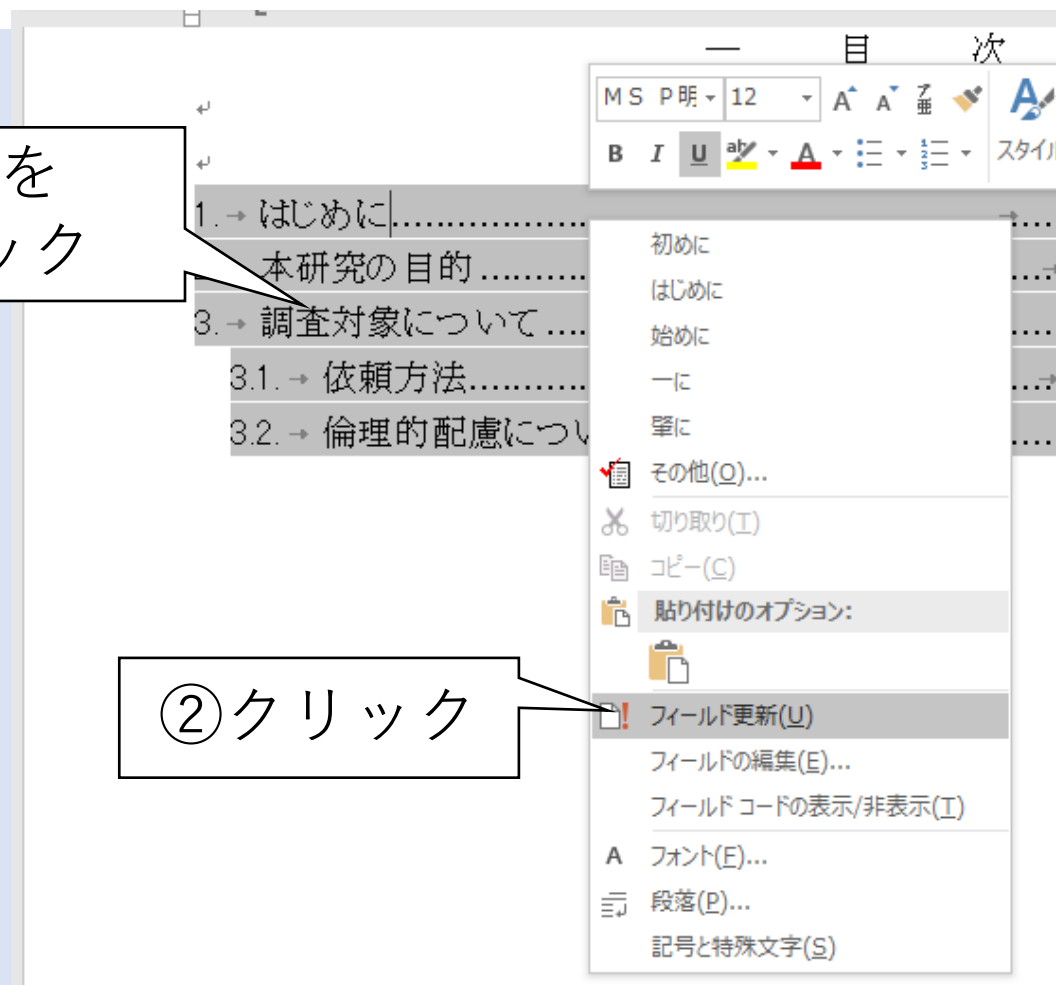 ― 目 次
ＭＳ Ｐ明 12 A A ア亜
B I U aby A スタイル
を
ック
1. はじめに
本研究の目的
3. 調査対象について
3.1. 依頼方法
3.2. 倫理的配慮につい
初めに
はじめに
始めに
一に
肇に
その他(O)...
切り取り(T)
コピー(C)
貼り付けのオプション:
②クリック
フィールド更新(U)
フィールドの編集(E)...
フィールド コードの表示/非表示(T)
A フォント(F)...
段落(P)...
記号と特殊文字(S)